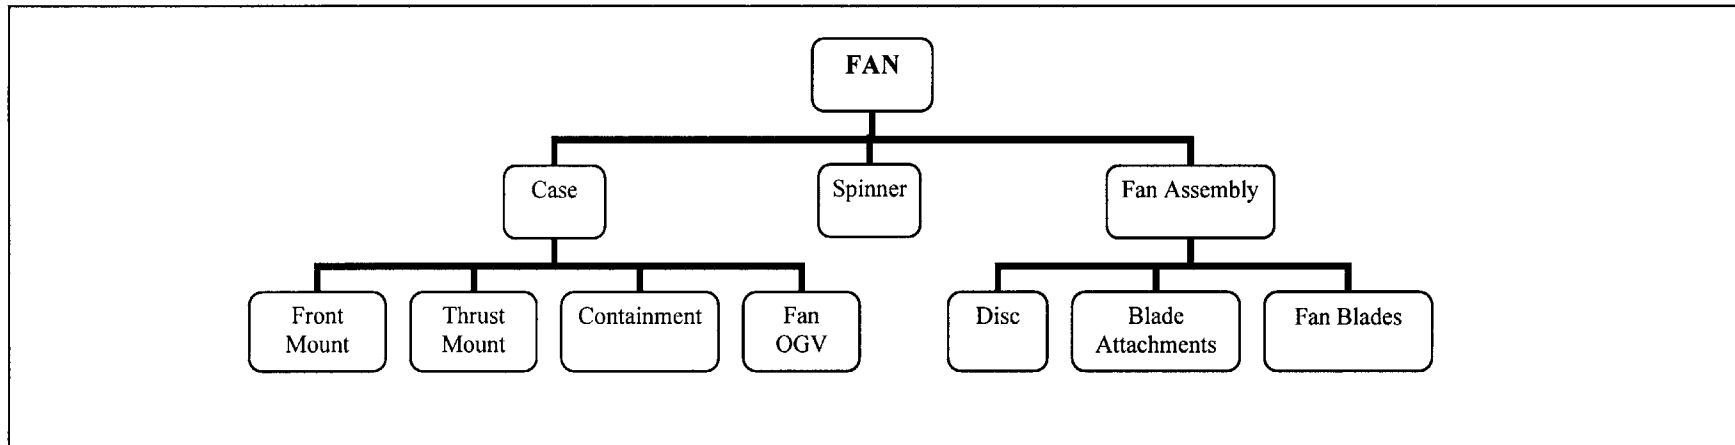 FAN
Case
Spinner
Fan Assembly
Front
Mount
Thrust
Mount
Containment
Fan
OGV
Disc
Blade
Attachments
Fan Blades